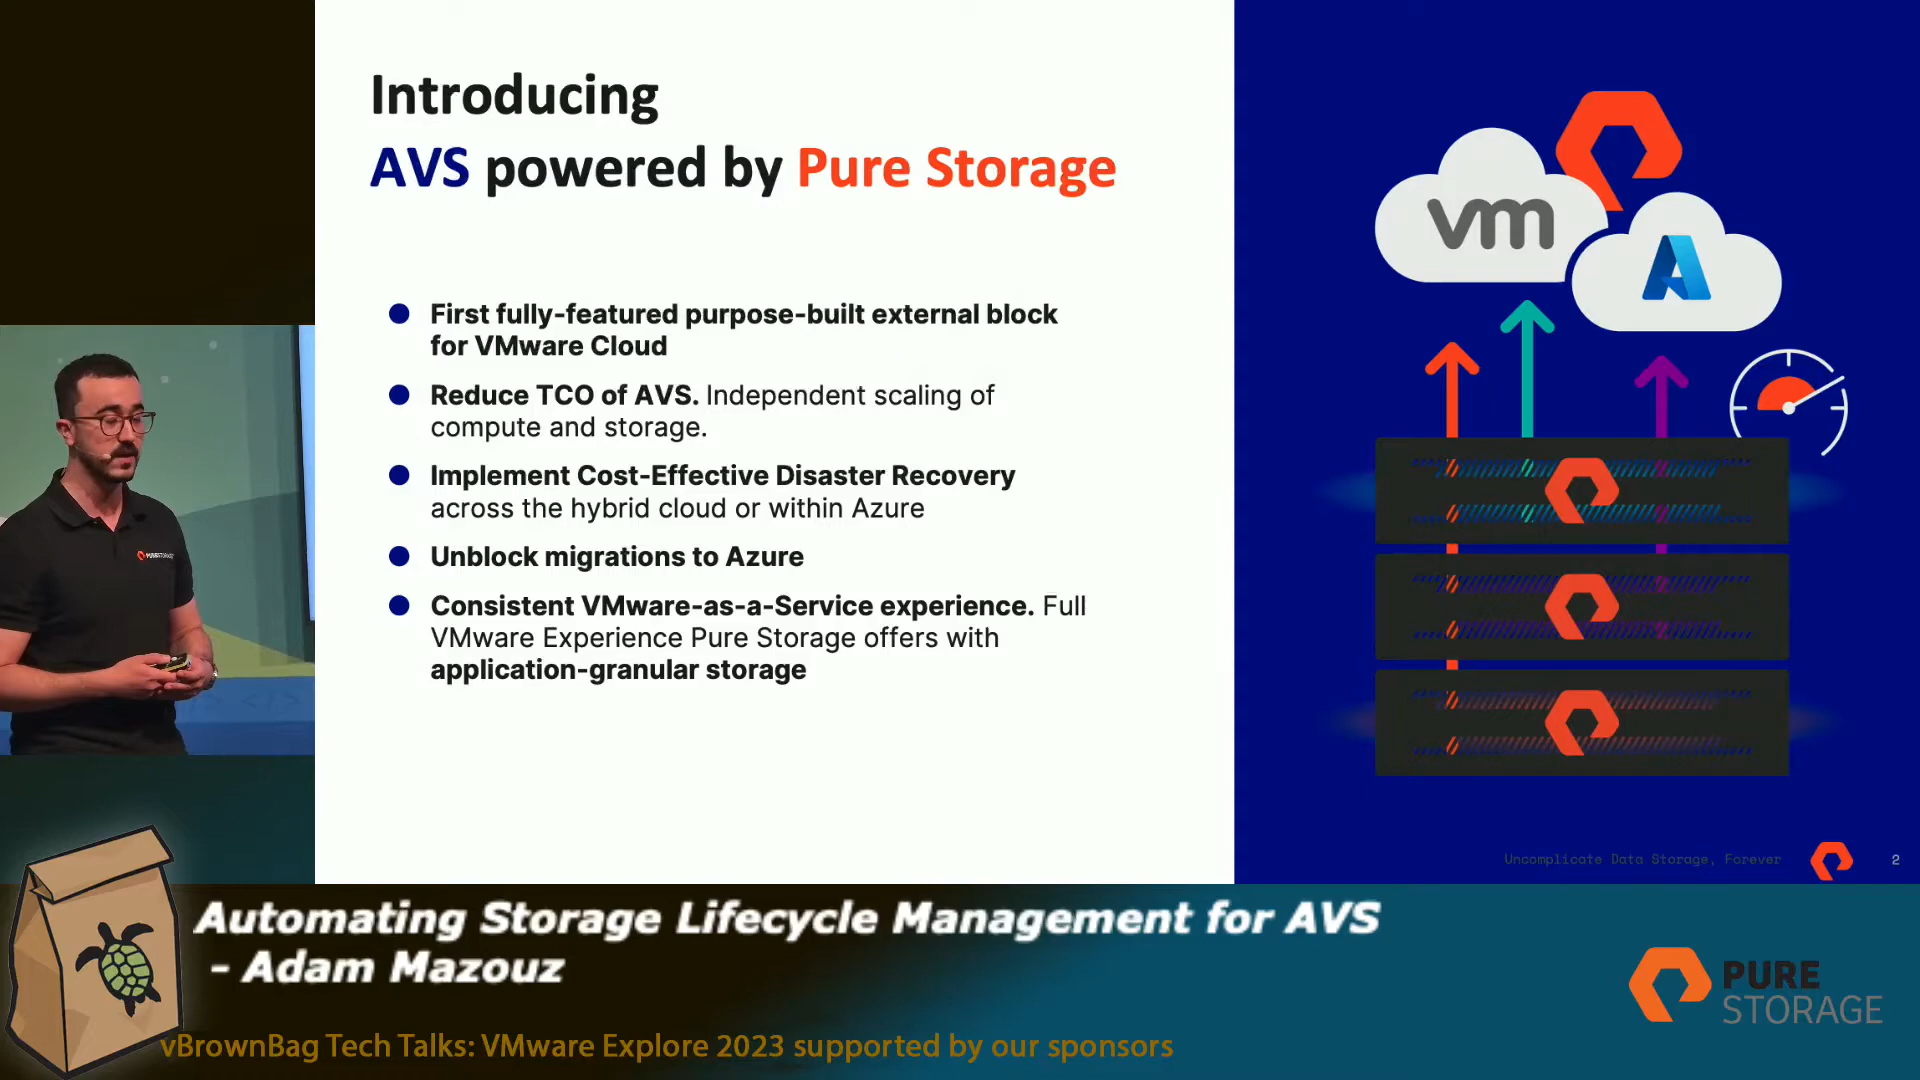 Introducing
AVS powered by Pure Storage
First fully-featured purpose-built external block
for VMware Cloud
Reduce TCO of AVS. Independent scaling of
compute and storage.
Implement Cost-Effective Disaster Recovery
across the hybrid cloud or within Azure
Unblock migrations to Azure
Consistent VMware-as-a-Service experience. Full
VMware Experience Pure Storage offers with
application-granular storage
vm
Uncomplicate Data Storage, Forever
2
PURESTORAGE
Automating Storage Lifecycle Management for AVS
- Adam Mazouz
PURE
STORAGE
vBrownBag Tech Talks: VMware Explore 2023 supported by our sponsors